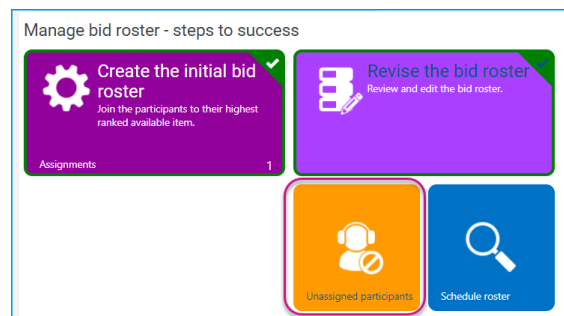 Manage bid roster - steps to success
Create the initial bid
roster
Join the participants to their highest
ranked available item.
Assignments 1
Revise the bid roster
Review and edit the bid roster.
Unassigned participants
Schedule roster